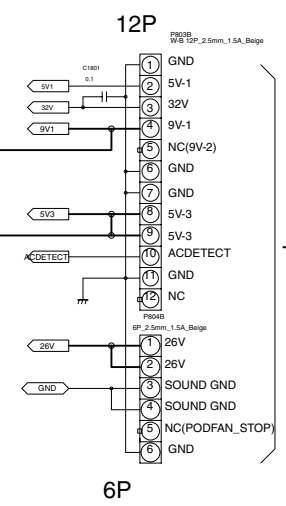 12P
P803B
W-B 12P_2.5mm_1.5A_Beige
C1801
0.1
1 GND
5V1 2 5V-1
32V 3 32V
9V1 4 9V-1
5 NC(9V-2)
6 GND
7 GND
5V3 8 5V-3
9 5V-3
ACDETECT 10 ACDETECT
11 GND
12 NC
P804B
6P_2.5mm_1.5A_Beige
26V 1 26V
2 26V
GND 3 SOUND GND
4 SOUND GND
5 NC(PODFAN_STOP)
6 GND
6P